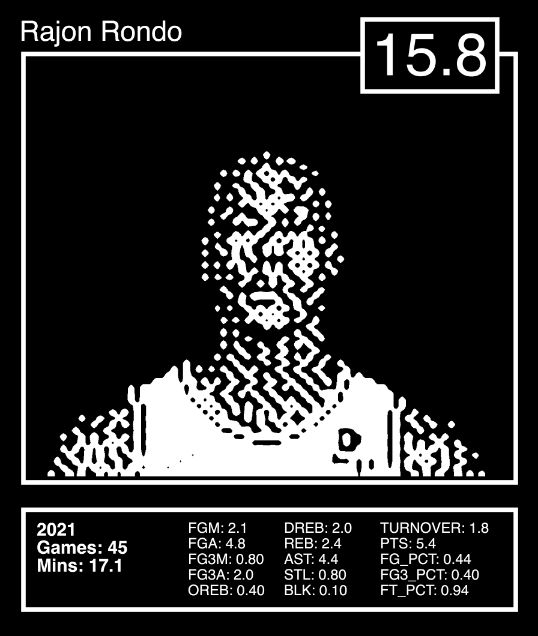 Rajon Rondo
15.8
2021
Games: 45
Mins: 17.1
FGM: 2.1
FGA: 4.8
FG3M: 0.80
FG3A: 2.0
OREB: 0.40
DREB: 2.0
REB: 2.4
AST: 4.4
STL: 0.80
BLK: 0.10
TURNOVER: 1.8
PTS: 5.4
FG_PCT: 0.44
FG3_PCT: 0.40
FT_PCT: 0.94